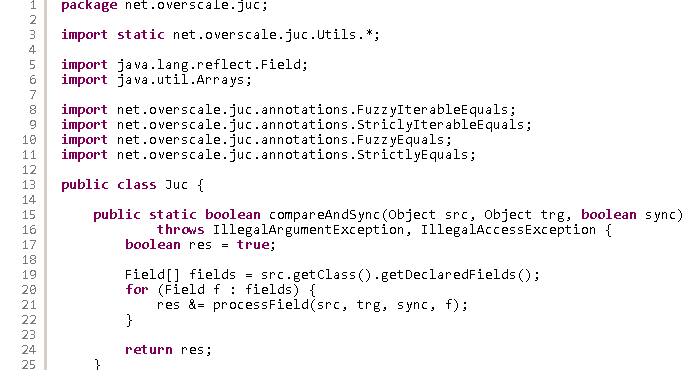 1 package net.overscale.juc;
2
3 import static net.overscale.juc.Utils.*;
4
5 import java.lang.reflect.Field;
6 import java.util.Arrays;
7
8 import net.overscale.juc.annotations.FuzzyIterableEquals;
9 import net.overscale.juc.annotations.StriclyIterableEquals;
10 import net.overscale.juc.annotations.FuzzyEquals;
11 import net.overscale.juc.annotations.StrictlyEquals;
12
13 public class Juc {
14
15     public static boolean compareAndSync(Object src, Object trg, boolean sync)
16             throws IllegalArgumentException, IllegalAccessException {
17         boolean res = true;
18
19         Field[] fields = src.getClass().getDeclaredFields();
20         for (Field f : fields) {
21             res &= processField(src, trg, sync, f);
22         }
23
24         return res;
25     }